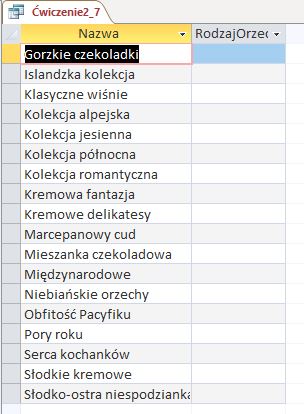 Ćwiczenie2_7
Nazwa RodzajOrzec
Gorzkie czekoladki
Islandzka kolekcja
Klasyczne wiśnie
Kolekcja alpejska
Kolekcja jesienna
Kolekcja północna
Kolekcja romantyczna
Kremowa fantazja
Kremowe delikatesy
Marcepanowy cud
Mieszanka czekoladowa
Międzynarodowe
Niebiańskie orzechy
Obfitość Pacyfiku
Pory roku
Serca kochanków
Słodkie kremowe
Słodko-ostra niespodzianka